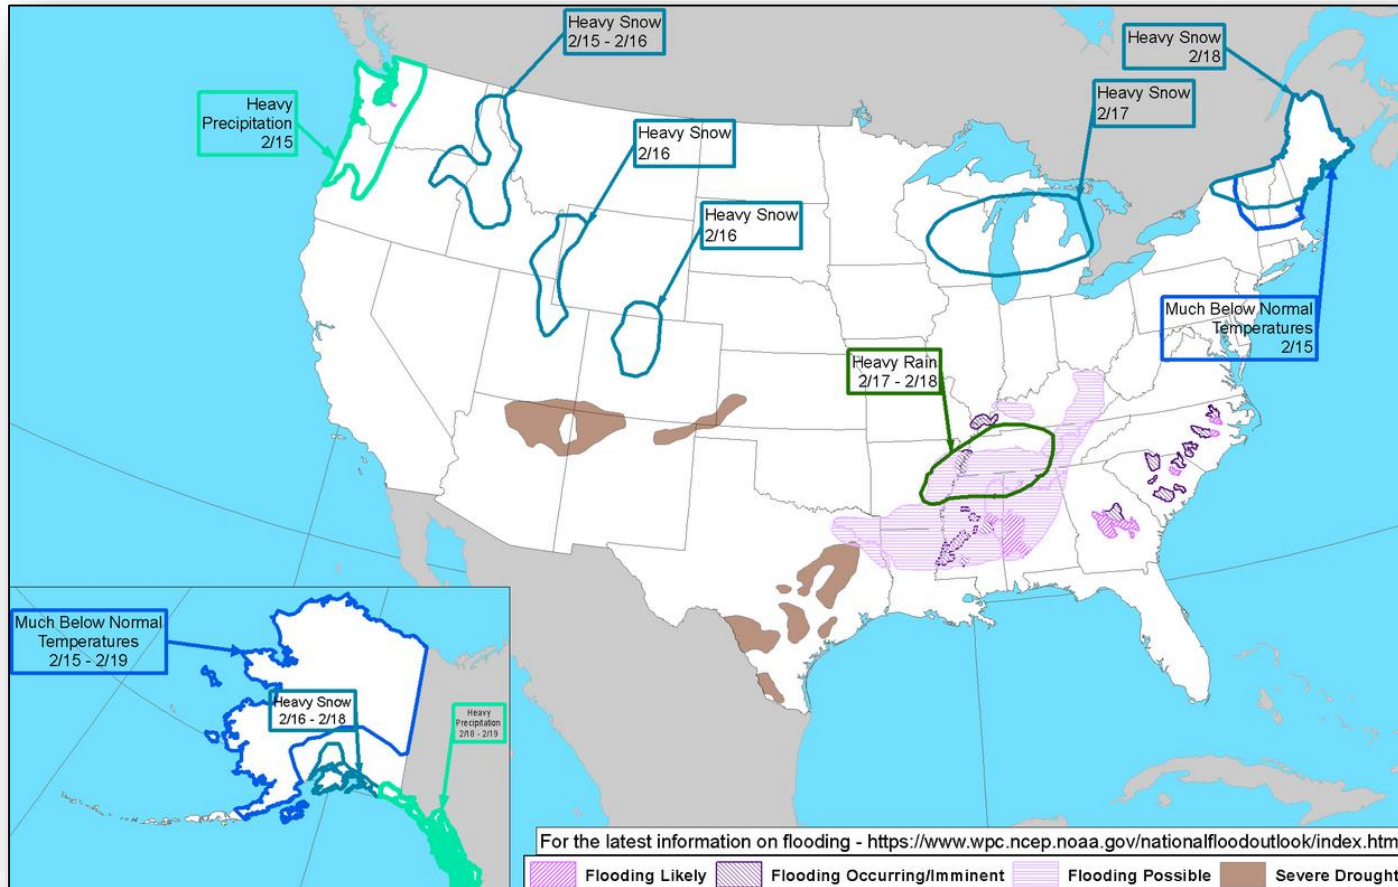 Heavy Snow
2/15 - 2/16
Heavy Snow
2/18
Heavy
Precipitation
2/15
Heavy Snow
2/17
Heavy Snow
2/16
Heavy Snow
2/16
Much Below Normal
Temperatures
2/15
Heavy Rain
2/17 - 2/18
Much Below Normal
Temperatures
2/15 - 2/19
Heavy Snow
2/16 - 2/18
Heavy
Precipitation
2/18 - 2/19
For the latest information on flooding - https://www.wpc.ncep.noaa.gov/nationalfloodoutlook/index.htm
Flooding Likely Flooding Occurring/Imminent Flooding Possible Severe Drought